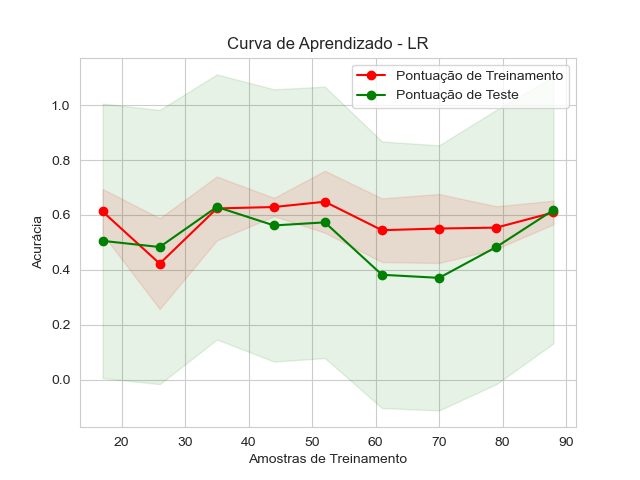 Curva de Aprendizado - LR
Pontuação de Treinamento
Pontuação de Teste
Acurácia
1.0
0.8
0.6
0.4
0.2
0.0
20 30 40 50 60 70 80 90
Amostras de Treinamento